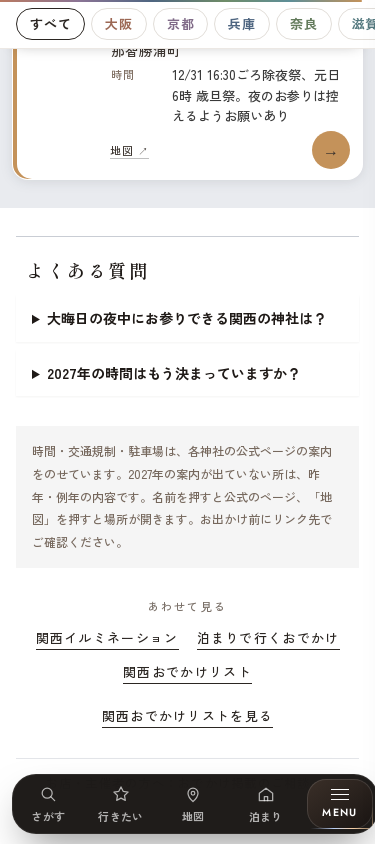 すべて 大阪 京都 兵庫 奈良 滋賀
那智勝浦町
時間 12/31 16:30ごろ除夜祭、元日
6時 歳旦祭。夜のお参りは控
えるようお願いあり
地図 ↗ →
よくある質問
▶ 大晦日の夜中にお参りできる関西の神社は？
▶ 2027年の時間はもう決まっていますか？
時間・交通規制・駐車場は、各神社の公式ページの案内
をのせています。2027年の案内が出ていない所は、昨
年・例年の内容です。名前を押すと公式のページ、「地
図」を押すと場所が開きます。お出かけ前にリンク先で
ご確認ください。
あわせて見る
関西イルミネーション 泊まりで行くおでかけ
関西おでかけリスト
関西おでかけリストを見る
さがす 行きたい 地図 泊まり MENU